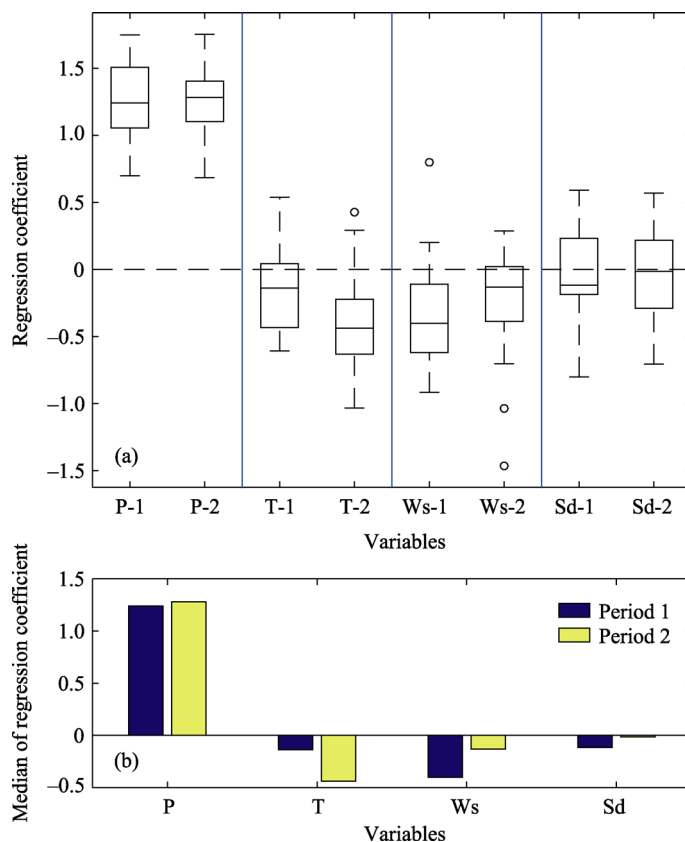 1.5
1.0
0.5
0
–0.5
–1.0
–1.5
Regression coefficient
(a)
P-1 P-2 T-1 T-2 Ws-1 Ws-2 Sd-1 Sd-2
Variables
1.5
1.0
0.5
0
–0.5
Median of regression coefficient
Period 1
Period 2
(b)
P T Ws Sd
Variables